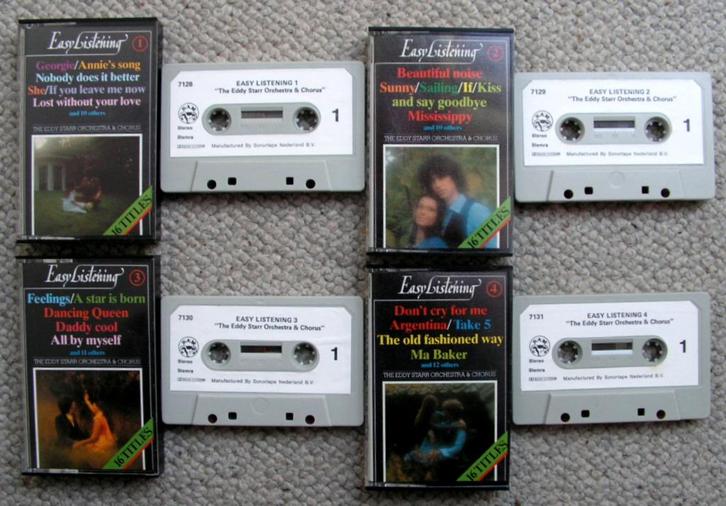 Easy Listening 1
Georgie/Annie's song
Nobody does it better
She/If you leave me now
Lost without your love
and 10 others
THE EDDY STARR ORCHESTRA & CHORUS
16 TITLES
7128
EASY LISTENING 1
"The Eddy Starr Orchestra & Chorus"
Stereo
Stemra
1
Manufactured By Sonortape Nederland B.V.
Easy Listening 2
Beautiful noise
Sunny/Sailing/If/Kiss
and say goodbye
Mississippy
and 10 others
THE EDDY STARR ORCHESTRA & CHORUS
16 TITLES
7129
EASY LISTENING 2
"The Eddy Starr Orchestra & Chorus"
Stereo
Stemra
1
Manufactured By Sonortape Nederland B.V.
Easy Listening 3
Feelings/A star is born
Dancing Queen
Daddy cool
All by myself
and 11 others
THE EDDY STARR ORCHESTRA & CHORUS
16 TITLES
7130
EASY LISTENING 3
"The Eddy Starr Orchestra & Chorus"
Stereo
Stemra
1
Manufactured By Sonortape Nederland B.V.
Easy Listening 4
Don't cry for me
Argentina/Take 5
The old fashioned way
Ma Baker
and 12 others
THE EDDY STARR ORCHESTRA & CHORUS
16 TITLES
7131
EASY LISTENING 4
"The Eddy Starr Orchestra & Chorus"
Stereo
Stemra
1
Manufactured By Sonortape Nederland B.V.